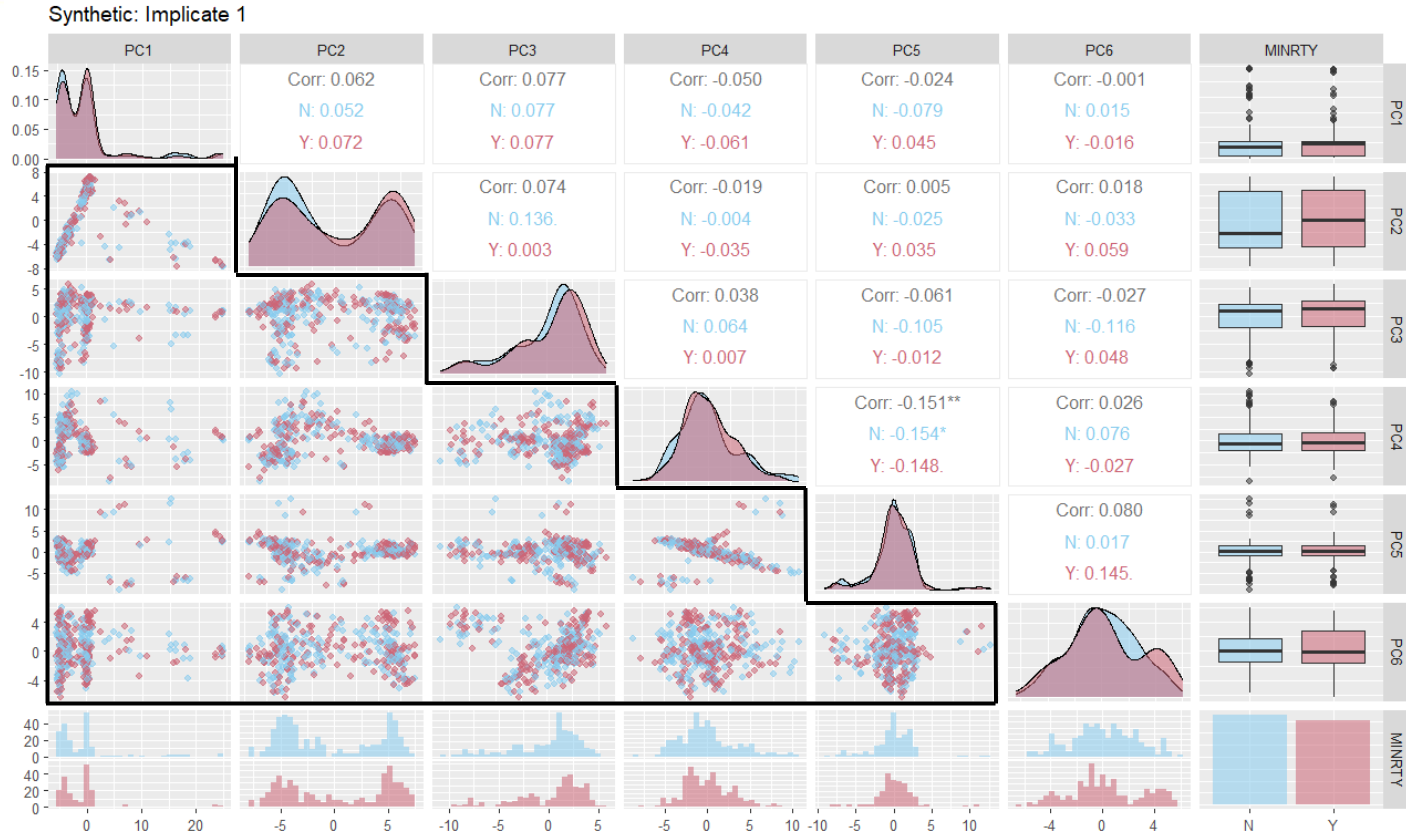 Synthetic: Implicate 1
PC1 PC2 PC3 PC4 PC5 PC6 MINRTY
0.15
0.10
0.05
0.00
Corr: 0.062 Corr: 0.077 Corr: -0.050 Corr: -0.024 Corr: -0.001
N: 0.052 N: 0.077 N: -0.042 N: -0.079 N: 0.015
Y: 0.072 Y: 0.077 Y: -0.061 Y: 0.045 Y: -0.016
PC1
8
4
0
-4
-8
Corr: 0.074 Corr: -0.019 Corr: 0.005 Corr: 0.018
N: 0.136. N: -0.004 N: -0.025 N: -0.033
Y: 0.003 Y: -0.035 Y: 0.035 Y: 0.059
PC2
5
0
-5
-10
Corr: 0.038 Corr: -0.061 Corr: -0.027
N: 0.064 N: -0.105 N: -0.116
Y: 0.007 Y: -0.012 Y: 0.048
PC3
10
5
0
-5
Corr: -0.151** Corr: 0.026
N: -0.154* N: 0.076
Y: -0.148. Y: -0.027
PC4
10
5
0
-5
Corr: 0.080
N: 0.017
Y: 0.145.
PC5
4
0
-4
PC6
40
20
0
40
20
0
MINRTY
0 10 20 -5 0 5 -10 -5 0 5 -5 0 5 10 -10 -5 0 5 10 -4 0 4 N Y